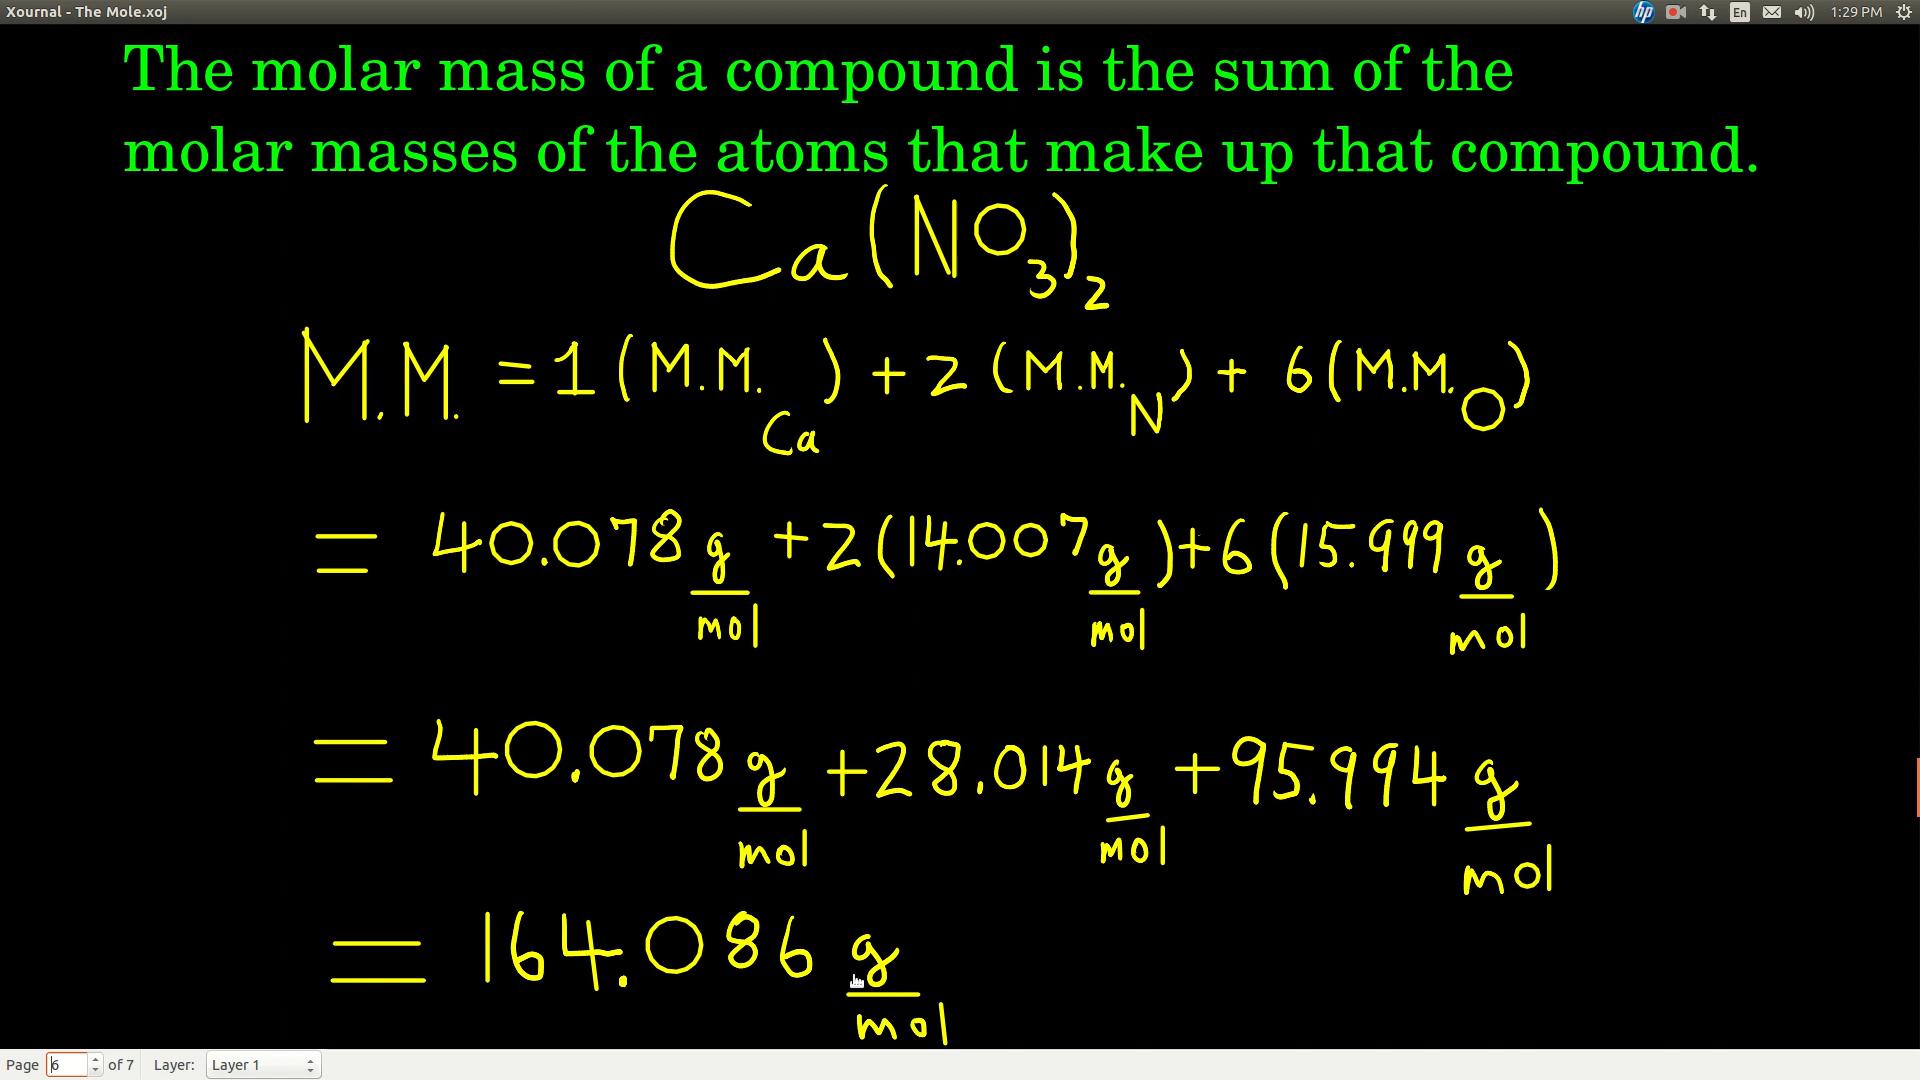 Xournal - The Mole.xoj
hp En 1:29 PM
The molar mass of a compound is the sum of the
molar masses of the atoms that make up that compound.
Ca(NO₃)₂
M.M. = 1 (M.M. Ca) + 2 (M.M. N) + 6 (M.M. O)
= 40.078 g/mol + 2(14.007 g/mol) + 6(15.999 g/mol)
= 40.078 g/mol + 28.014 g/mol + 95.994 g/mol
= 164.086 g/mol
Page 6 of 7 Layer: Layer 1